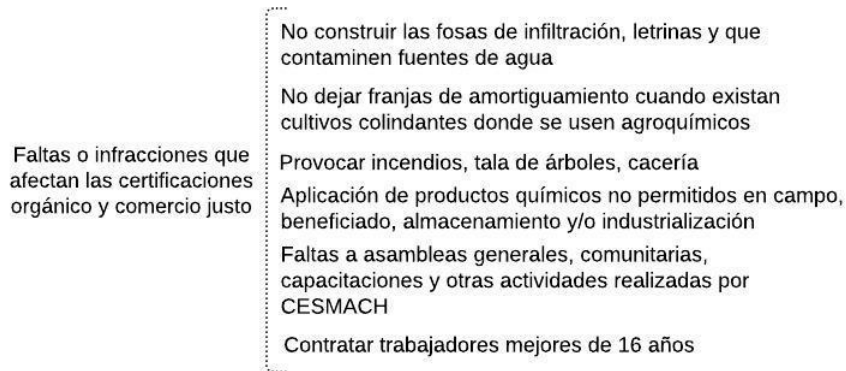 Faltas o infracciones que
afectan las certificaciones
orgánico y comercio justo
No construir las fosas de infiltración, letrinas y que
contaminen fuentes de agua
No dejar franjas de amortiguamiento cuando existan
cultivos colindantes donde se usen agroquímicos
Provocar incendios, tala de árboles, cacería
Aplicación de productos químicos no permitidos en campo,
beneficiado, almacenamiento y/o industrialización
Faltas a asambleas generales, comunitarias,
capacitaciones y otras actividades realizadas por
CESMACH
Contratar trabajadores mejores de 16 años